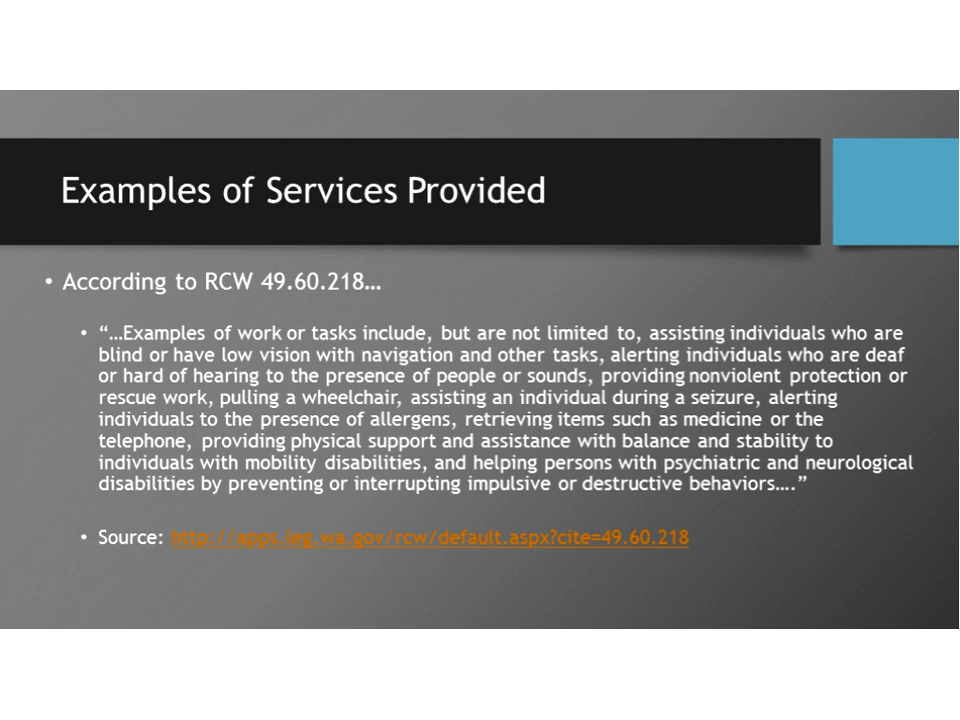 Examples of Services Provided
• According to RCW 49.60.218…
• “…Examples of work or tasks include, but are not limited to, assisting individuals who are
blind or have low vision with navigation and other tasks, alerting individuals who are deaf
or hard of hearing to the presence of people or sounds, providing nonviolent protection or
rescue work, pulling a wheelchair, assisting an individual during a seizure, alerting
individuals to the presence of allergens, retrieving items such as medicine or the
telephone, providing physical support and assistance with balance and stability to
individuals with mobility disabilities, and helping persons with psychiatric and neurological
disabilities by preventing or interrupting impulsive or destructive behaviors….”
• Source: http://apps.leg.wa.gov/rcw/default.aspx?cite=49.60.218